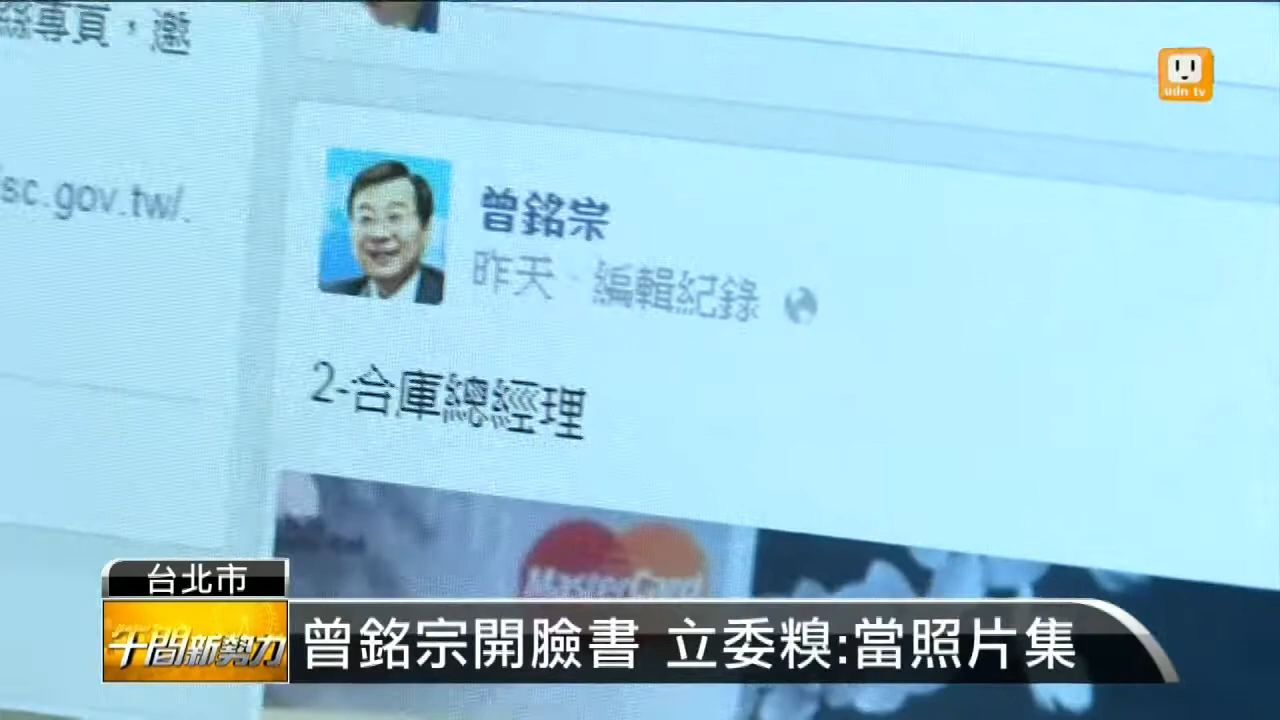 絲專頁，邀
sc.gov.tw/.
udn tv
曾銘宗
昨天·編輯紀錄
2-合庫總經理
MasterCard
台北市
午間新勢力
曾銘宗開臉書 立委糗:當照片集